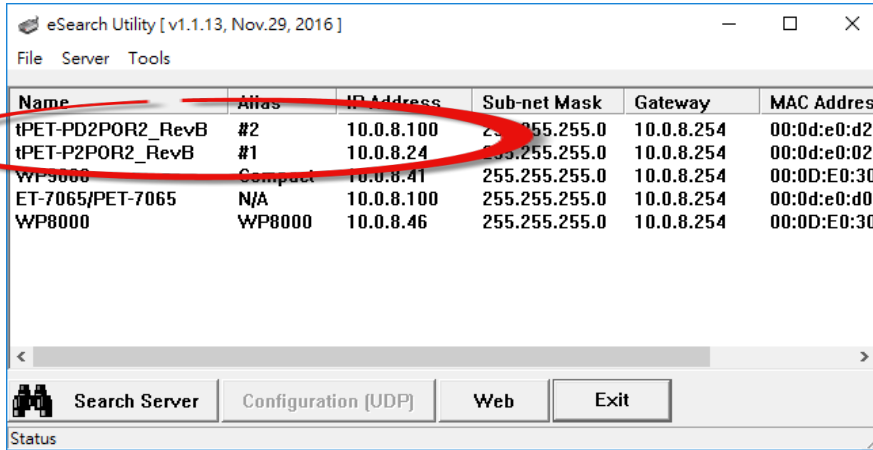 eSearch Utility [ v1.1.13, Nov.29, 2016 ]
File Server Tools
Name Alias IP Address Sub-net Mask Gateway MAC Addres
tPET-PD2POR2_RevB #2 10.0.8.100 255.255.255.0 10.0.8.254 00:0d:e0:d2
tPET-P2POR2_RevB #1 10.0.8.24 255.255.255.0 10.0.8.254 00:0d:e0:02
WP9000 Compact 10.0.8.41 255.255.255.0 10.0.8.254 00:0D:E0:30
ET-7065/PET-7065 N/A 10.0.8.100 255.255.255.0 10.0.8.254 00:0d:e0:d0
WP8000 WP8000 10.0.8.46 255.255.255.0 10.0.8.254 00:0D:E0:30
Search Server Configuration (UDP) Web Exit
Status